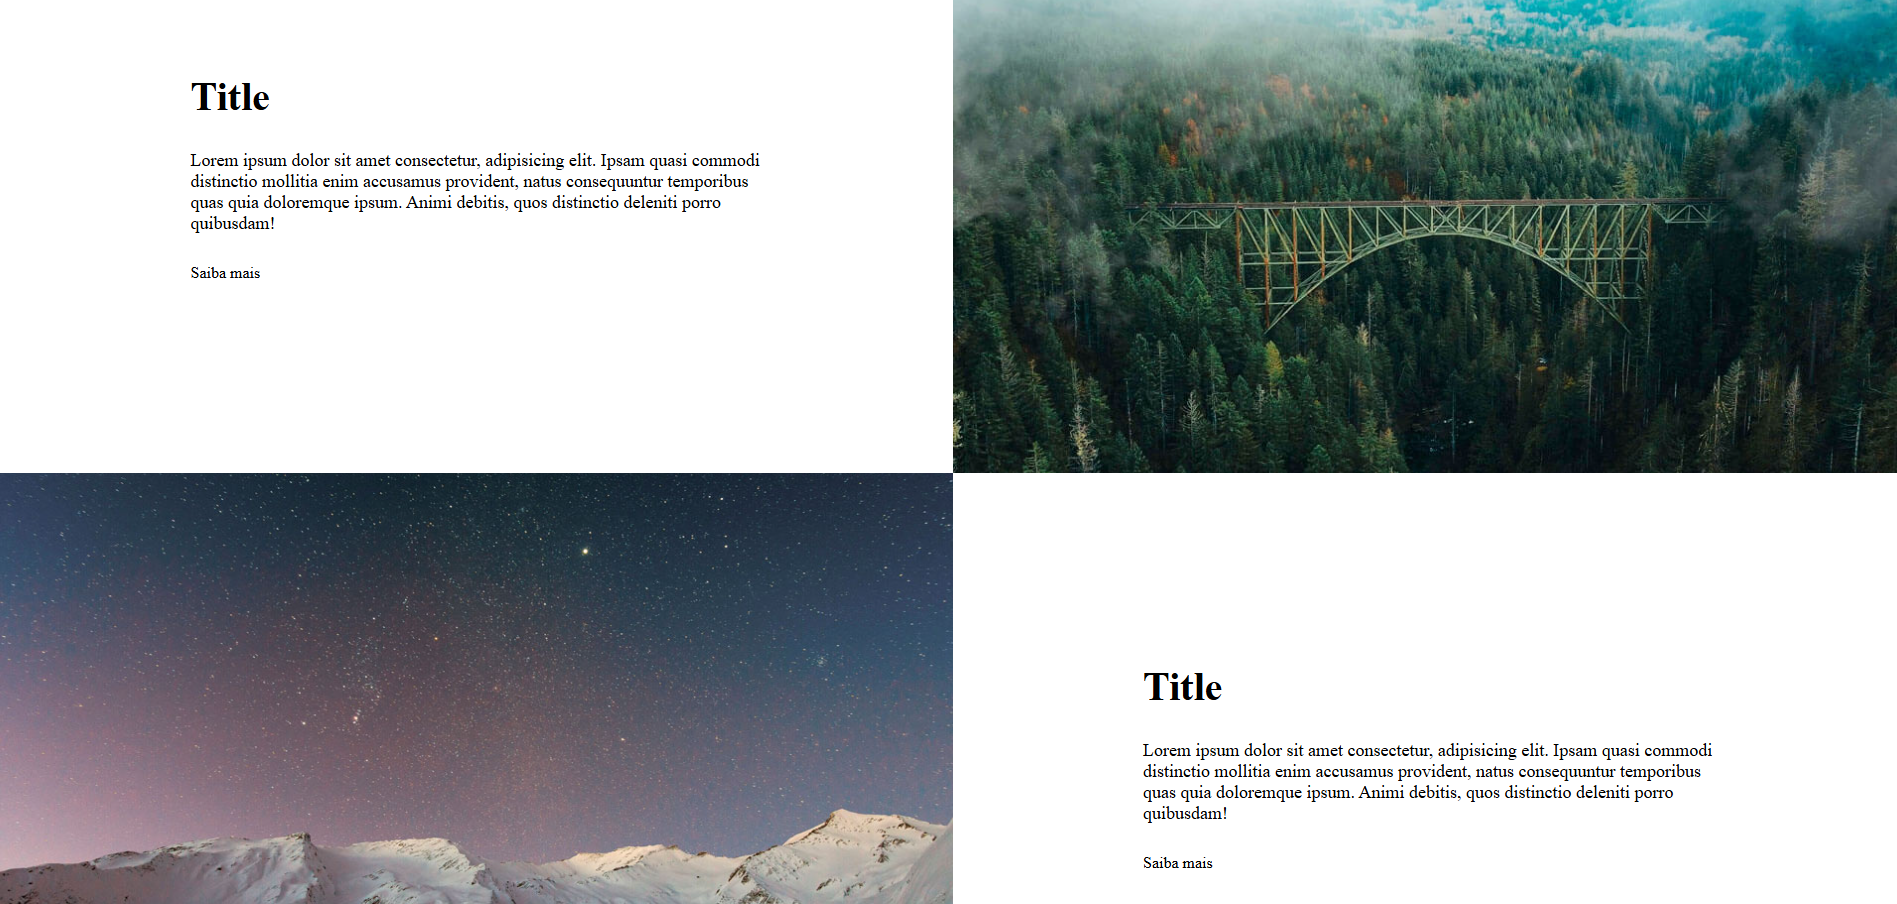 Title
Lorem ipsum dolor sit amet consectetur, adipisicing elit. Ipsam quasi commodi
distinctio mollitia enim accusamus provident, natus consequuntur temporibus
quas quia doloremque ipsum. Animi debitis, quos distinctio deleniti porro
quibusdam!
Saiba mais
Title
Lorem ipsum dolor sit amet consectetur, adipisicing elit. Ipsam quasi commodi
distinctio mollitia enim accusamus provident, natus consequuntur temporibus
quas quia doloremque ipsum. Animi debitis, quos distinctio deleniti porro
quibusdam!
Saiba mais